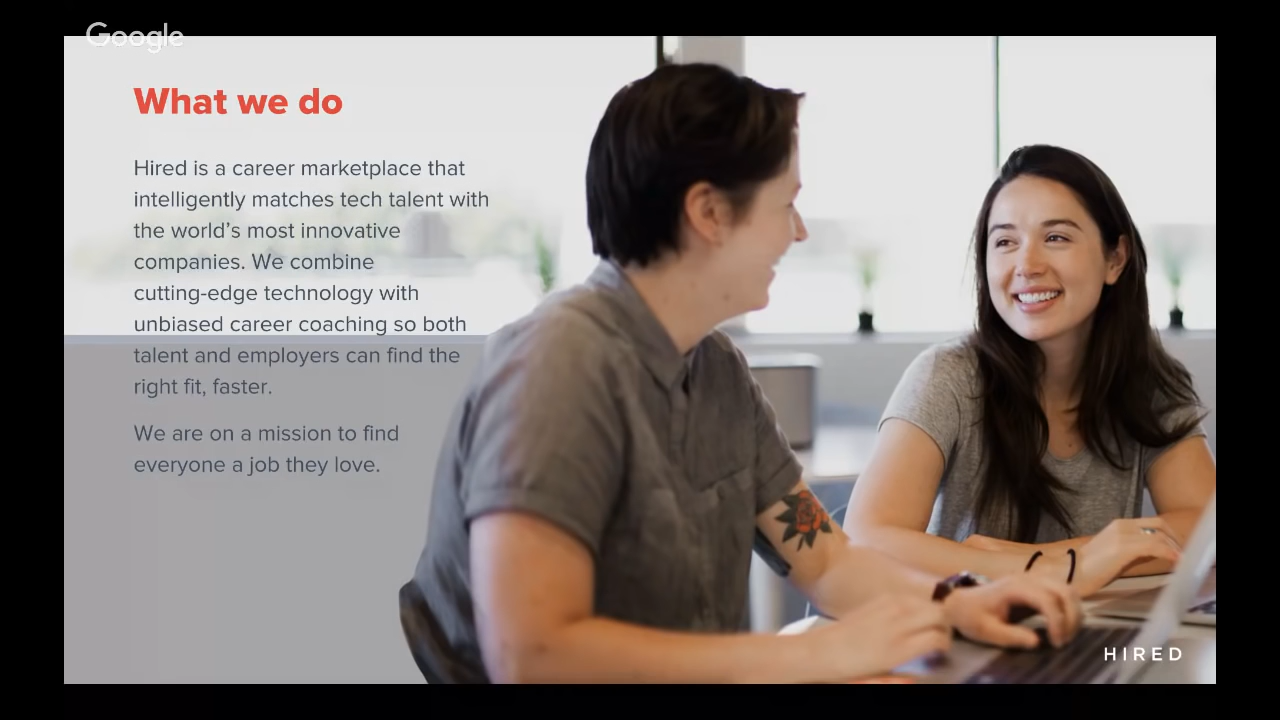 Google
What we do
Hired is a career marketplace that
intelligently matches tech talent with
the world’s most innovative
companies. We combine
cutting-edge technology with
unbiased career coaching so both
talent and employers can find the
right fit, faster.
We are on a mission to find
everyone a job they love.
HIRED